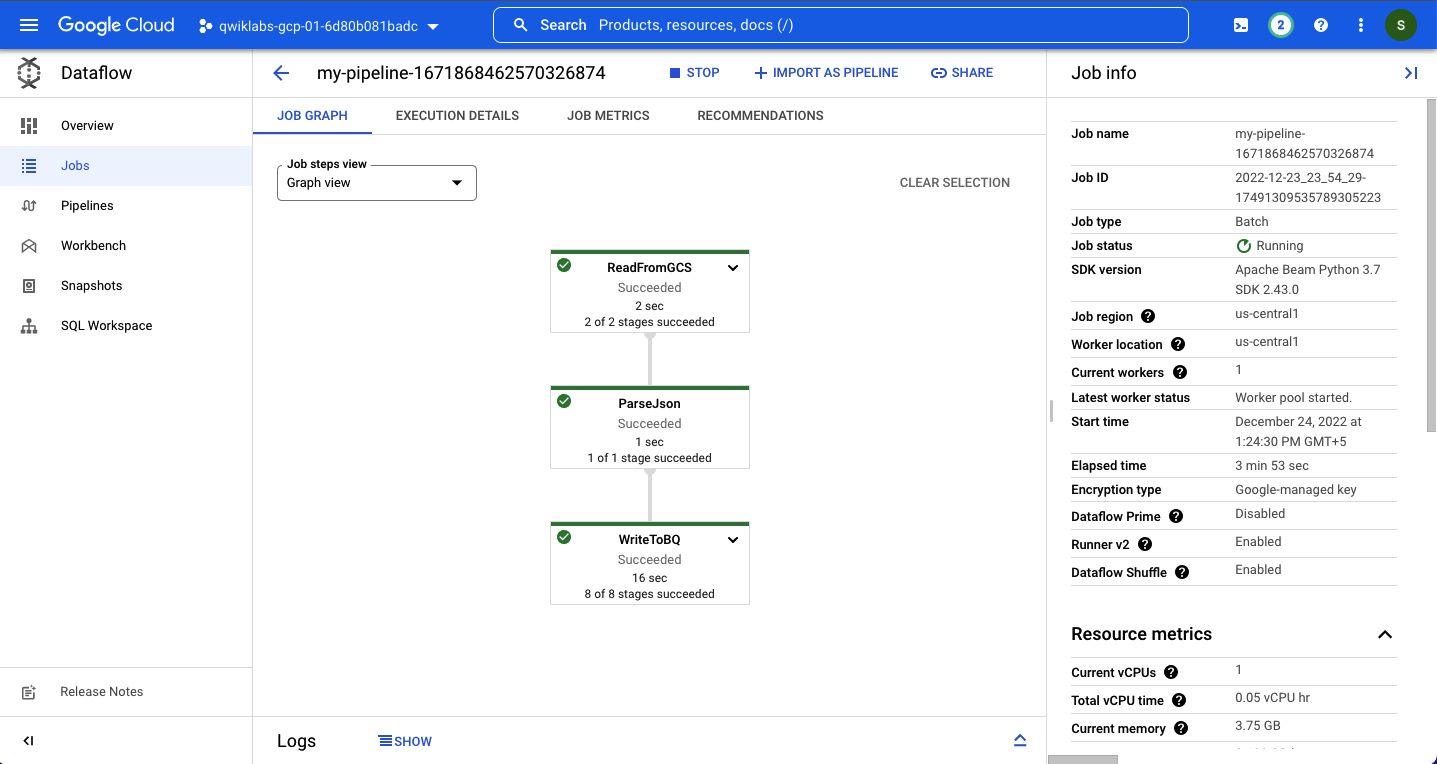 Google Cloud
qwiklabs-gcp-01-6d80b081badc
Search Products, resources, docs (/)
2
S
Dataflow
Overview
Jobs
Pipelines
Workbench
Snapshots
SQL Workspace
Release Notes
my-pipeline-1671868462570326874
STOP
IMPORT AS PIPELINE
SHARE
JOB GRAPH
EXECUTION DETAILS
JOB METRICS
RECOMMENDATIONS
Job steps view
Graph view
CLEAR SELECTION
ReadFromGCS
Succeeded
2 sec
2 of 2 stages succeeded
ParseJson
Succeeded
1 sec
1 of 1 stage succeeded
WriteToBQ
Succeeded
16 sec
8 of 8 stages succeeded
Logs
SHOW
Job info
Job name my-pipeline-
1671868462570326874
Job ID 2022-12-23_23_54_29-
17491309535789305223
Job type Batch
Job status Running
SDK version Apache Beam Python 3.7
SDK 2.43.0
Job region us-central1
Worker location us-central1
Current workers 1
Latest worker status Worker pool started.
Start time December 24, 2022 at
1:24:30 PM GMT+5
Elapsed time 3 min 53 sec
Encryption type Google-managed key
Dataflow Prime Disabled
Runner v2 Enabled
Dataflow Shuffle Enabled
Resource metrics
Current vCPUs 1
Total vCPU time 0.05 vCPU hr
Current memory 3.75 GB